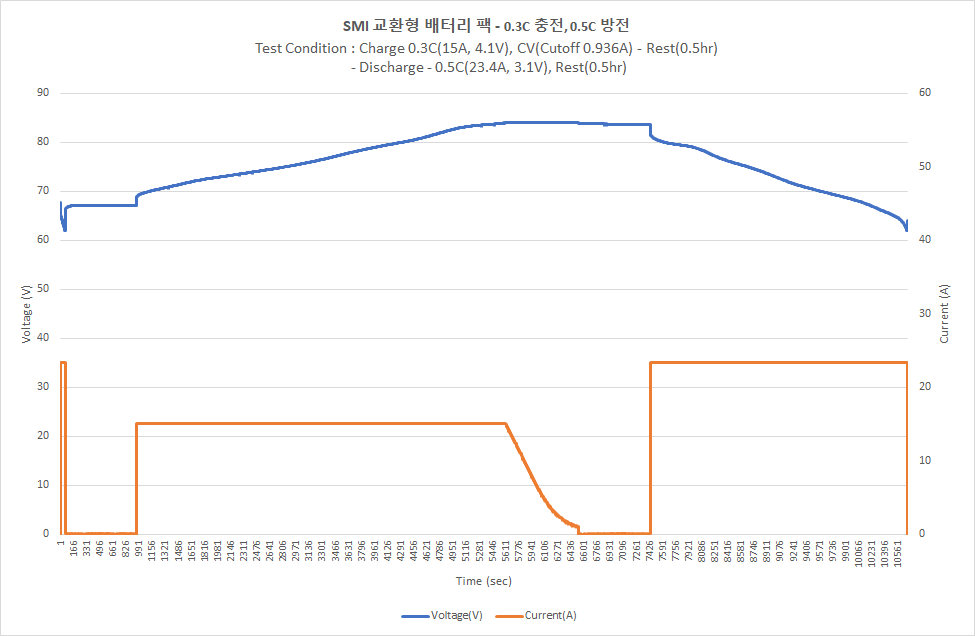 SMI 교환형 배터리 팩 - 0.3C 충전, 0.5C 방전
Test Condition : Charge 0.3C(15A, 4.1V), CV(Cutoff 0.936A) - Rest(0.5hr)
- Discharge - 0.5C(23.4A, 3.1V), Rest(0.5hr)
90
80
70
60
50
40
30
20
10
0
Voltage (V)
60
50
40
30
20
10
0
Current (A)
1 166 331 496 661 826 991 1156 1321 1486 1651 1816 1981 2146 2311 2476 2641 2806 2971 3136 3301 3466 3631 3796 3961 4126 4291 4456 4621 4786 4951 5116 5281 5446 5611 5776 5941 6106 6271 6436 6601 6766 6931 7096 7261 7426 7591 7756 7921 8086 8251 8416 8581 8746 8911 9076 9241 9406 9571 9736 9901 10066 10231 10396 10561
Time (sec)
Voltage(V) Current(A)